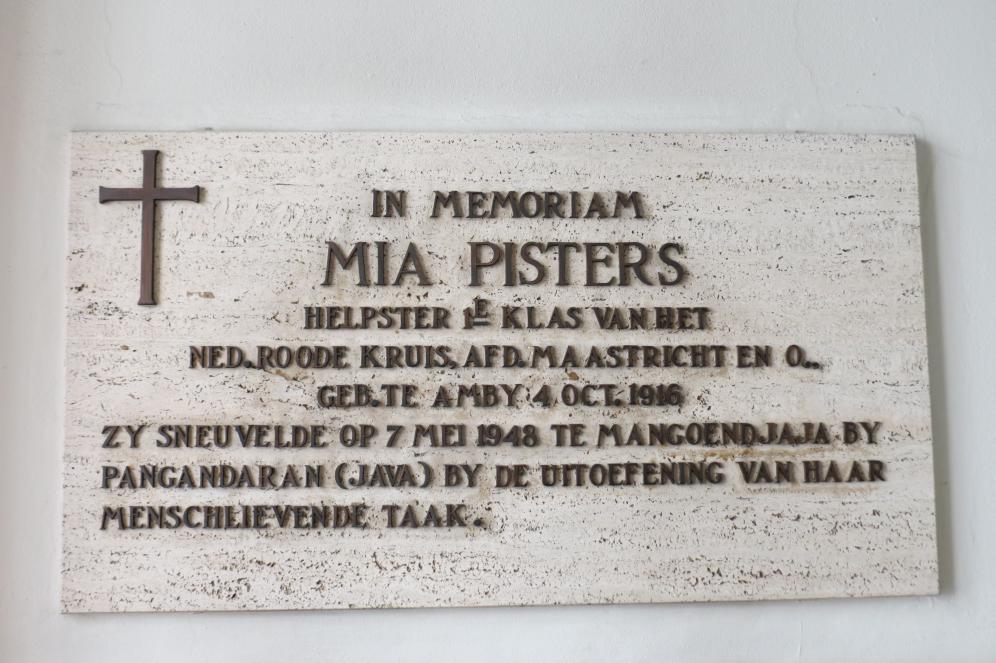 IN MEMORIAM
MIA PISTERS
HELPSTER 1E KLAS VAN HET
NED. ROODE KRUIS, AFD. MAASTRICHT EN O..
GEB. TE AMBY 4 OCT. 1916
ZY SNEUVELDE OP 7 MEI 1948 TE MANGOENDJAJA BY
PANGANDARAN (JAVA) BY DE UITOEFENING VAN HAAR
MENSCHLIEVENDE TAAK.